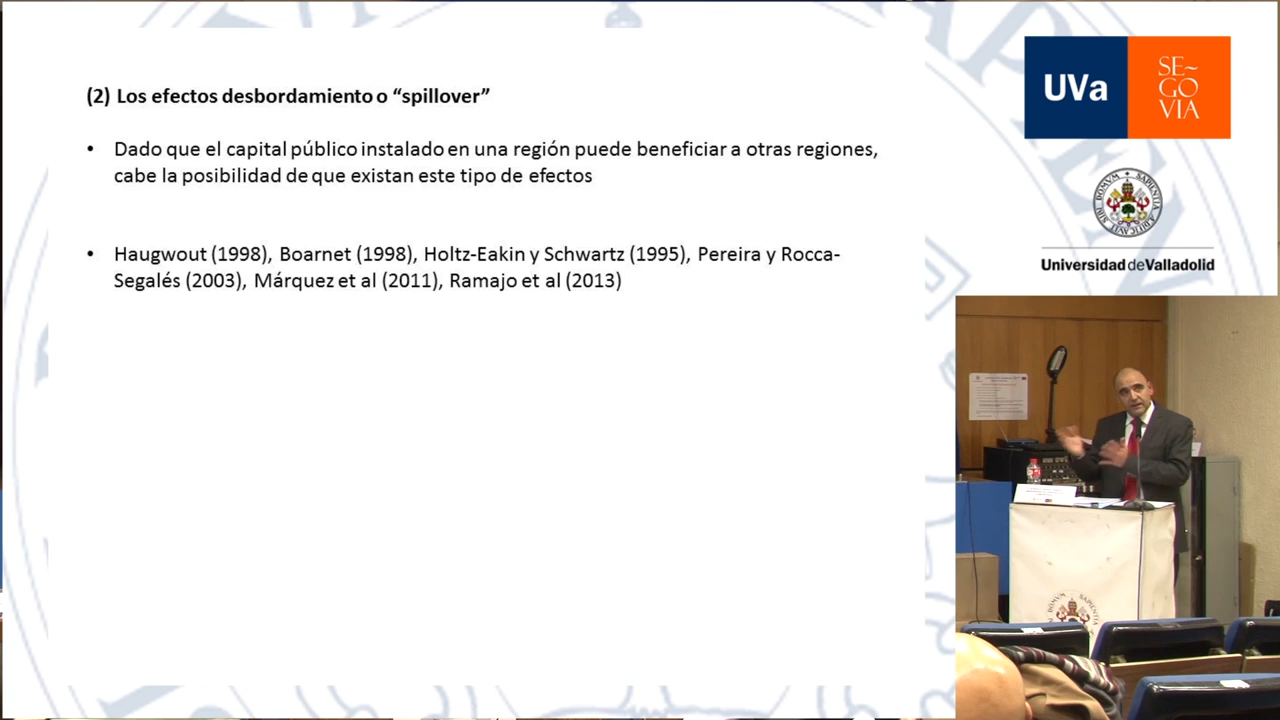 (2) Los efectos desbordamiento o “spillover”
• Dado que el capital público instalado en una región puede beneficiar a otras regiones,
cabe la posibilidad de que existan este tipo de efectos
• Haugwout (1998), Boarnet (1998), Holtz-Eakin y Schwartz (1995), Pereira y Rocca-
Segalés (2003), Márquez et al (2011), Ramajo et al (2013)
UVa
SE~
GO
VIA
Universidad de Valladolid